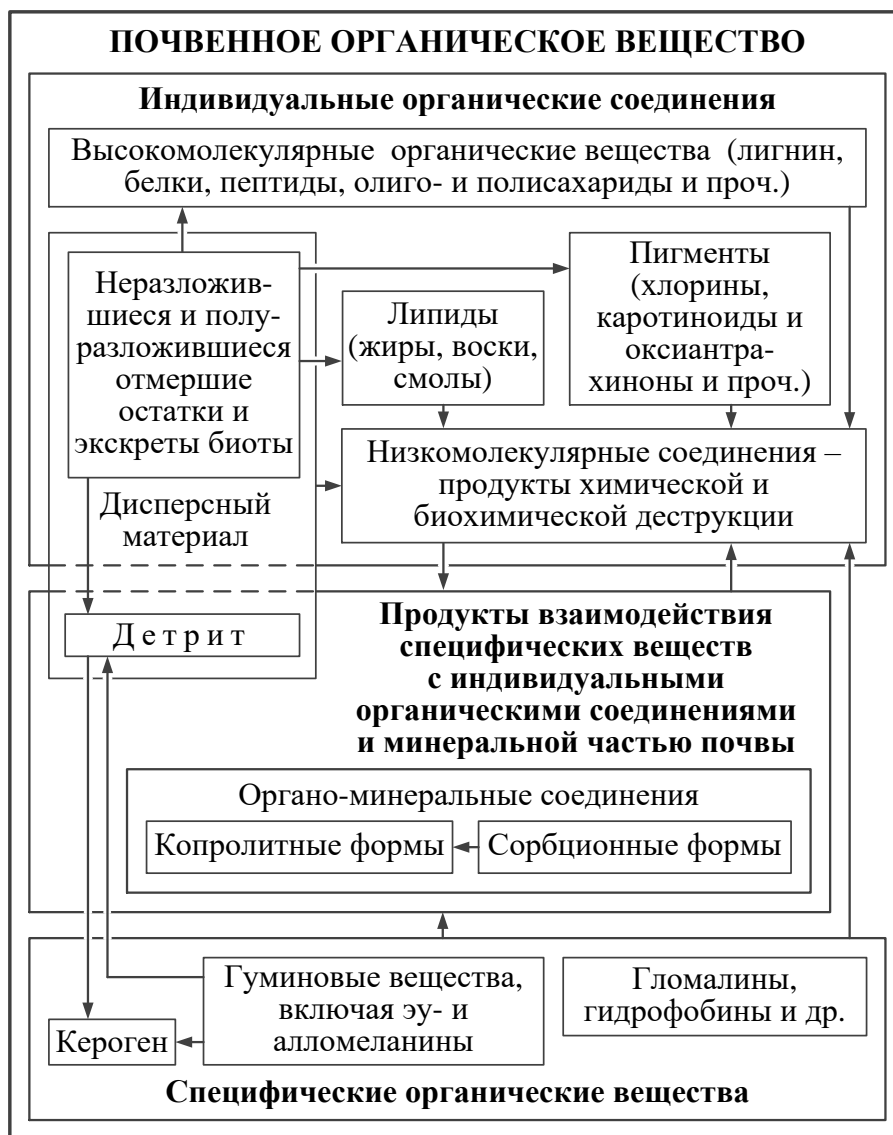 ПОЧВЕННОЕ ОРГАНИЧЕСКОЕ ВЕЩЕСТВО
Индивидуальные органические соединения
Высокомолекулярные органические вещества (лигнин,
белки, пептиды, олиго- и полисахариды и проч.)
Неразложив-
шиеся и полу-
разложившиеся
отмершие
остатки и
экскреты биоты
Липиды
(жиры, воски,
смолы)
Пигменты
(хлорины,
каротиноиды и
оксиантра-
хиноны и проч.)
Низкомолекулярные соединения –
продукты химической и
биохимической деструкции
Дисперсный
материал
Детрит
Продукты взаимодействия
специфических веществ
с индивидуальными
органическими соединениями
и минеральной частью почвы
Органо-минеральные соединения
Копролитные формы
Сорбционные формы
Гуминовые вещества,
включая эу- и
алломеланины
Гломалины,
гидрофобины и др.
Кероген
Специфические органические вещества